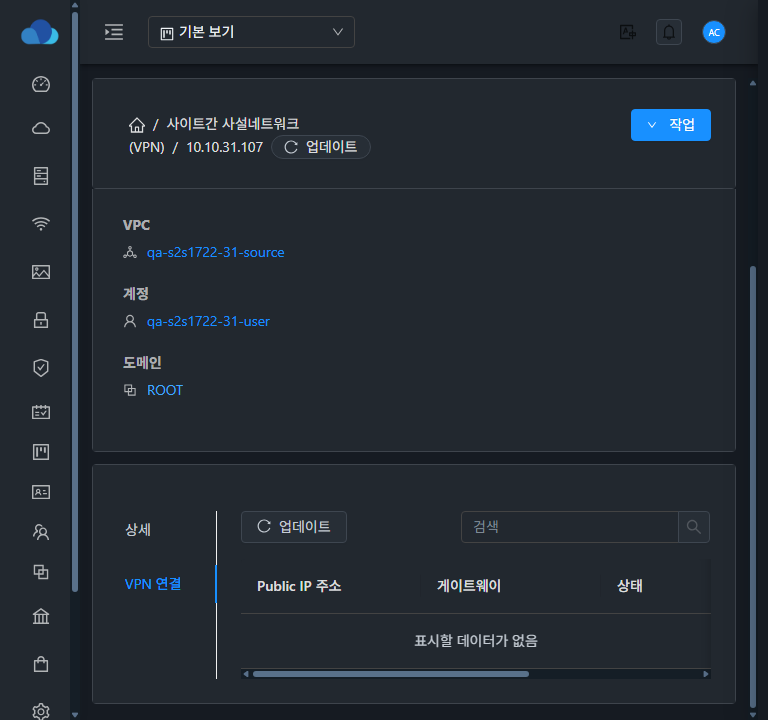 기본 보기
AC
/ 사이트간 사설네트워크
(VPN) / 10.10.31.107 업데이트
작업
VPC
qa-s2s1722-31-source
계정
qa-s2s1722-31-user
도메인
ROOT
상세
VPN 연결
업데이트
검색
Public IP 주소 게이트웨이 상태
표시할 데이터가 없음